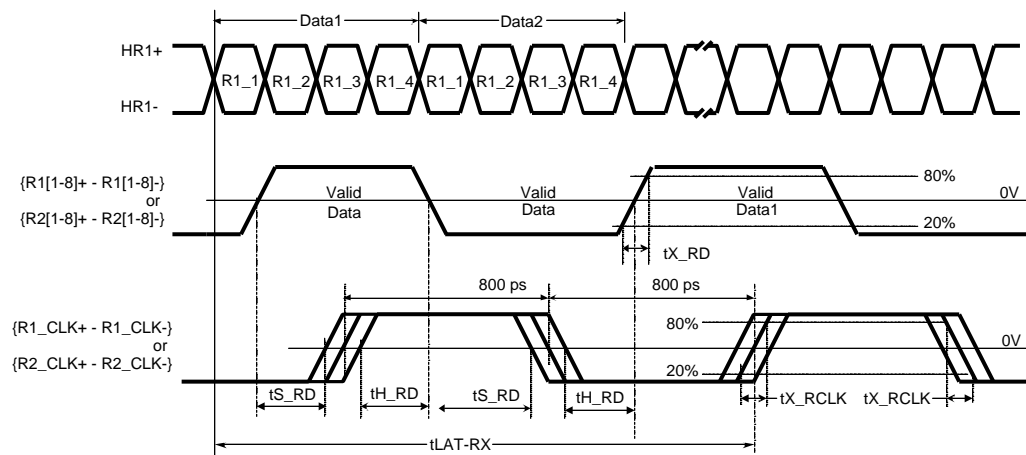 Data1 Data2
HR1+
R1_1 R1_2 R1_3 R1_4 R1_1 R1_2 R1_3 R1_4
HR1-
{R1[1-8]+ - R1[1-8]-}
or
{R2[1-8]+ - R2[1-8]-}
80%
Valid
Data
Valid
Data
Valid
Data1
0V
20%
tX_RD
800 ps 800 ps
{R1_CLK+ - R1_CLK-}
or
{R2_CLK+ - R2_CLK-}
80%
0V
20%
tS_RD tH_RD tS_RD tH_RD tX_RCLK tX_RCLK
tLAT-RX